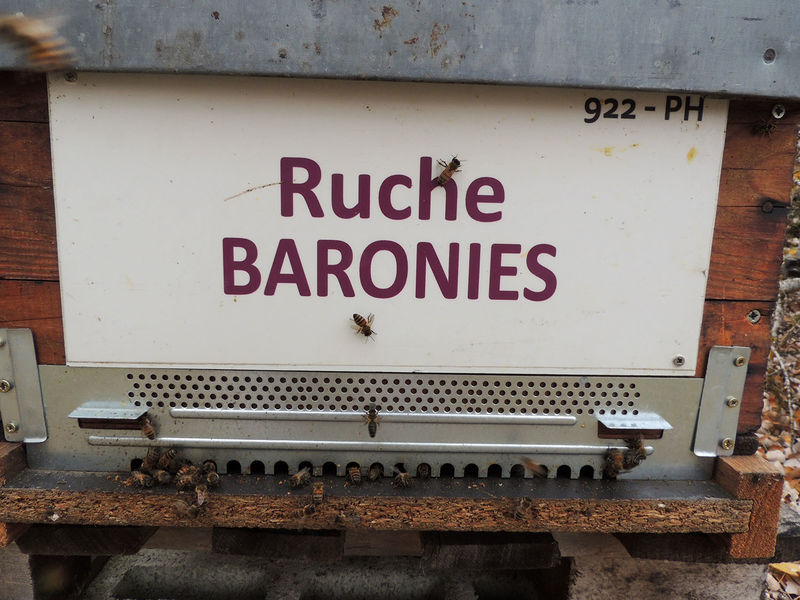 922 - PH
Ruche
BARONIES